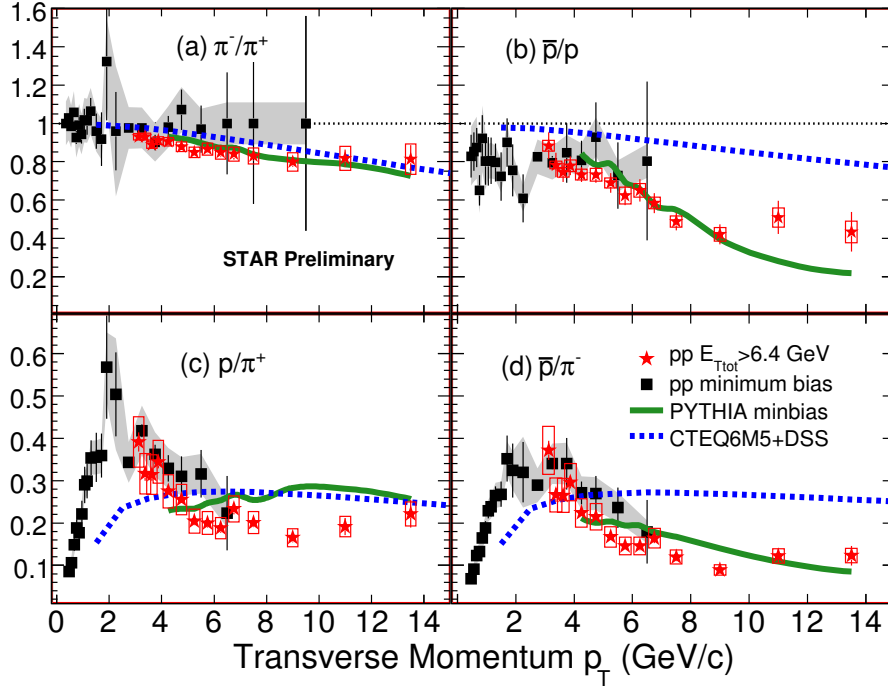 (a) π⁻/π⁺
(b) p̅/p
1.6
1.4
1.2
1
0.8
0.6
0.4
0.2
STAR Preliminary
(c) p/π⁺
(d) p̅/π⁻
0.6
0.5
0.4
0.3
0.2
0.1
pp E_Ttot>6.4 GeV
pp minimum bias
PYTHIA minbias
CTEQ6M5+DSS
0 2 4 6 8 10 12 14
2 4 6 8 10 12 14
Transverse Momentum p_T (GeV/c)